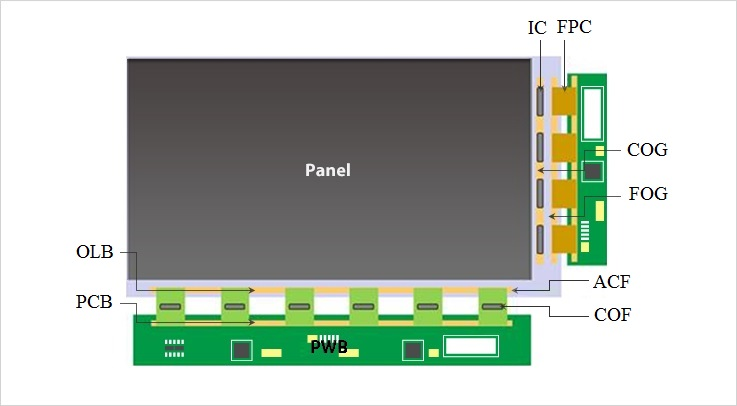 IC FPC
Panel
COG
FOG
OLB
ACF
PCB
COF
PWB